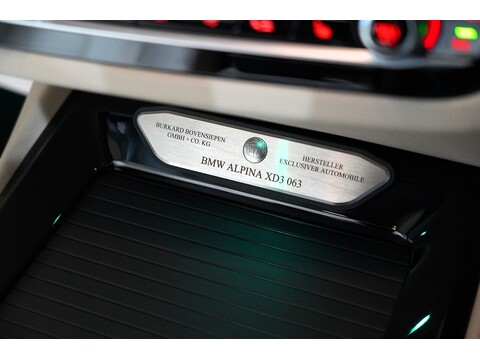 BURKARD BOVENSIEPEN
GMBH + CO. KG
HERSTELLER
EXCLUSIVER AUTOMOBILE
BMW ALPINA XD3 063